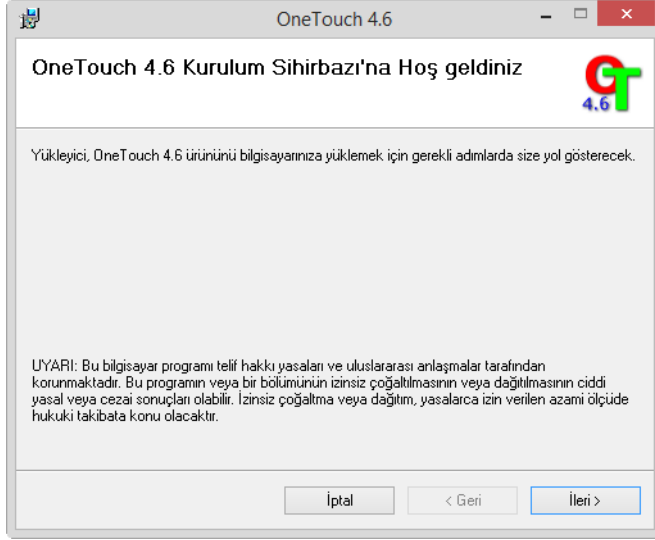 OneTouch 4.6
OneTouch 4.6 Kurulum Sihirbazı'na Hoş geldiniz
OT
4.6
Yükleyici, OneTouch 4.6 ürününü bilgisayarınıza yüklemek için gerekli adımlarda size yol gösterecek.
UYARI: Bu bilgisayar programı telif hakkı yasaları ve uluslararası anlaşmalar tarafından
korunmaktadır. Bu programın veya bir bölümünün izinsiz çoğaltılmasının veya dağıtılmasının ciddi
yasal veya cezai sonuçları olabilir. İzinsiz çoğaltma veya dağıtım, yasalarca izin verilen azami ölçüde
hukuki takibata konu olacaktır.
İptal
< Geri
İleri >